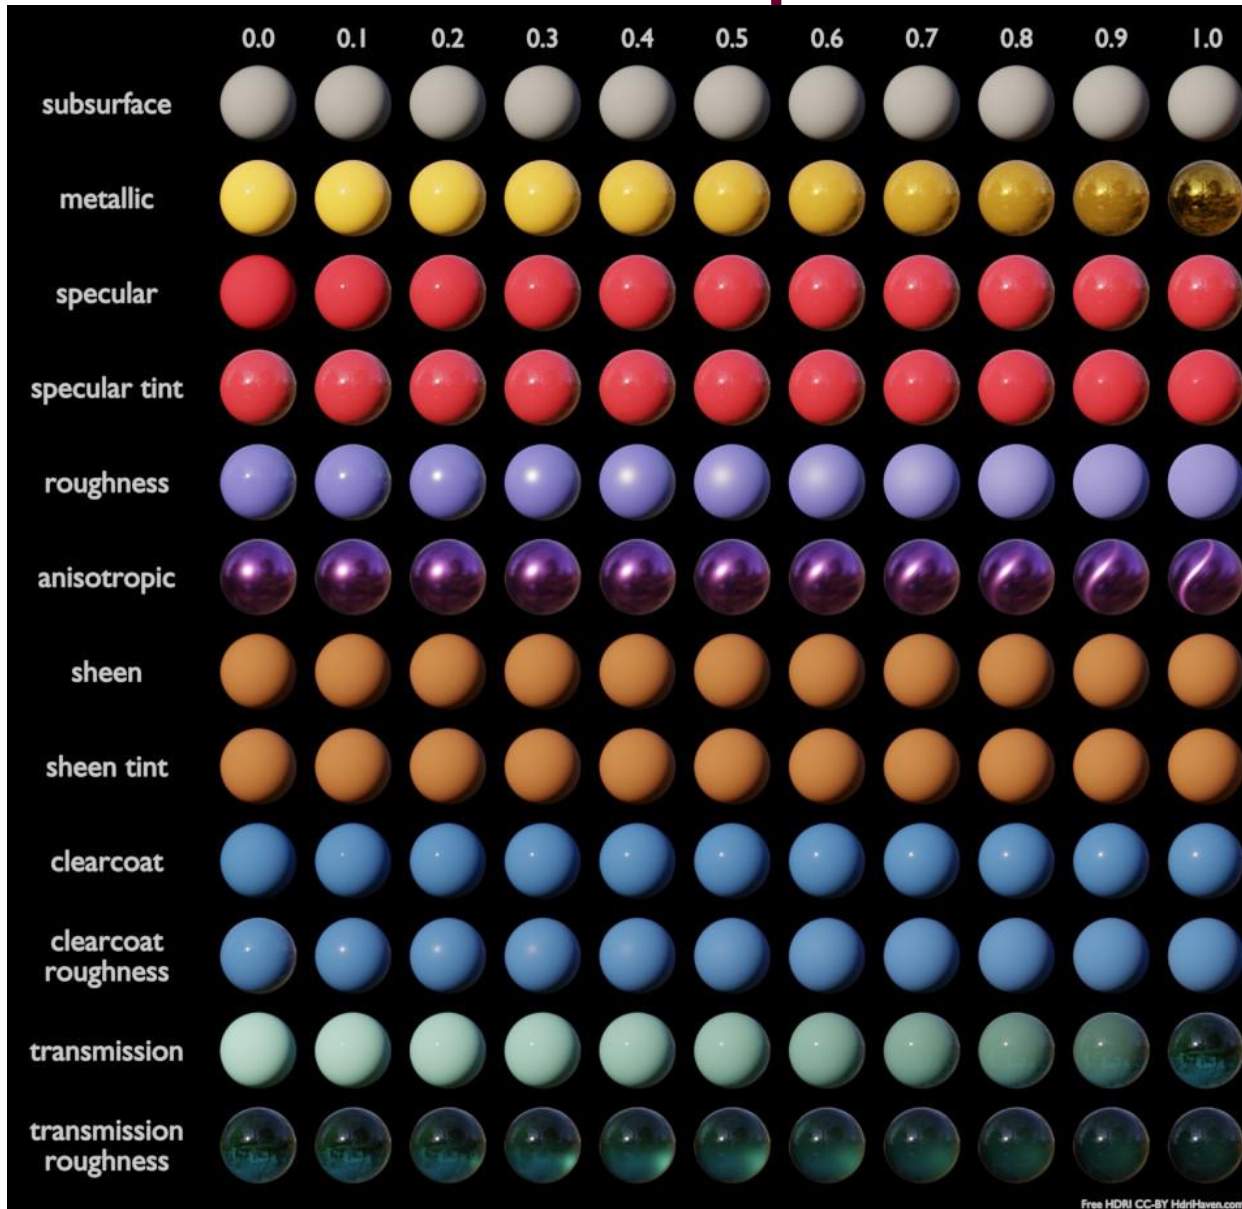 0.0 0.1 0.2 0.3 0.4 0.5 0.6 0.7 0.8 0.9 1.0
subsurface
metallic
specular
specular tint
roughness
anisotropic
sheen
sheen tint
clearcoat
clearcoat
roughness
transmission
transmission
roughness
Free HDRI CC-BY HdriHaven.com